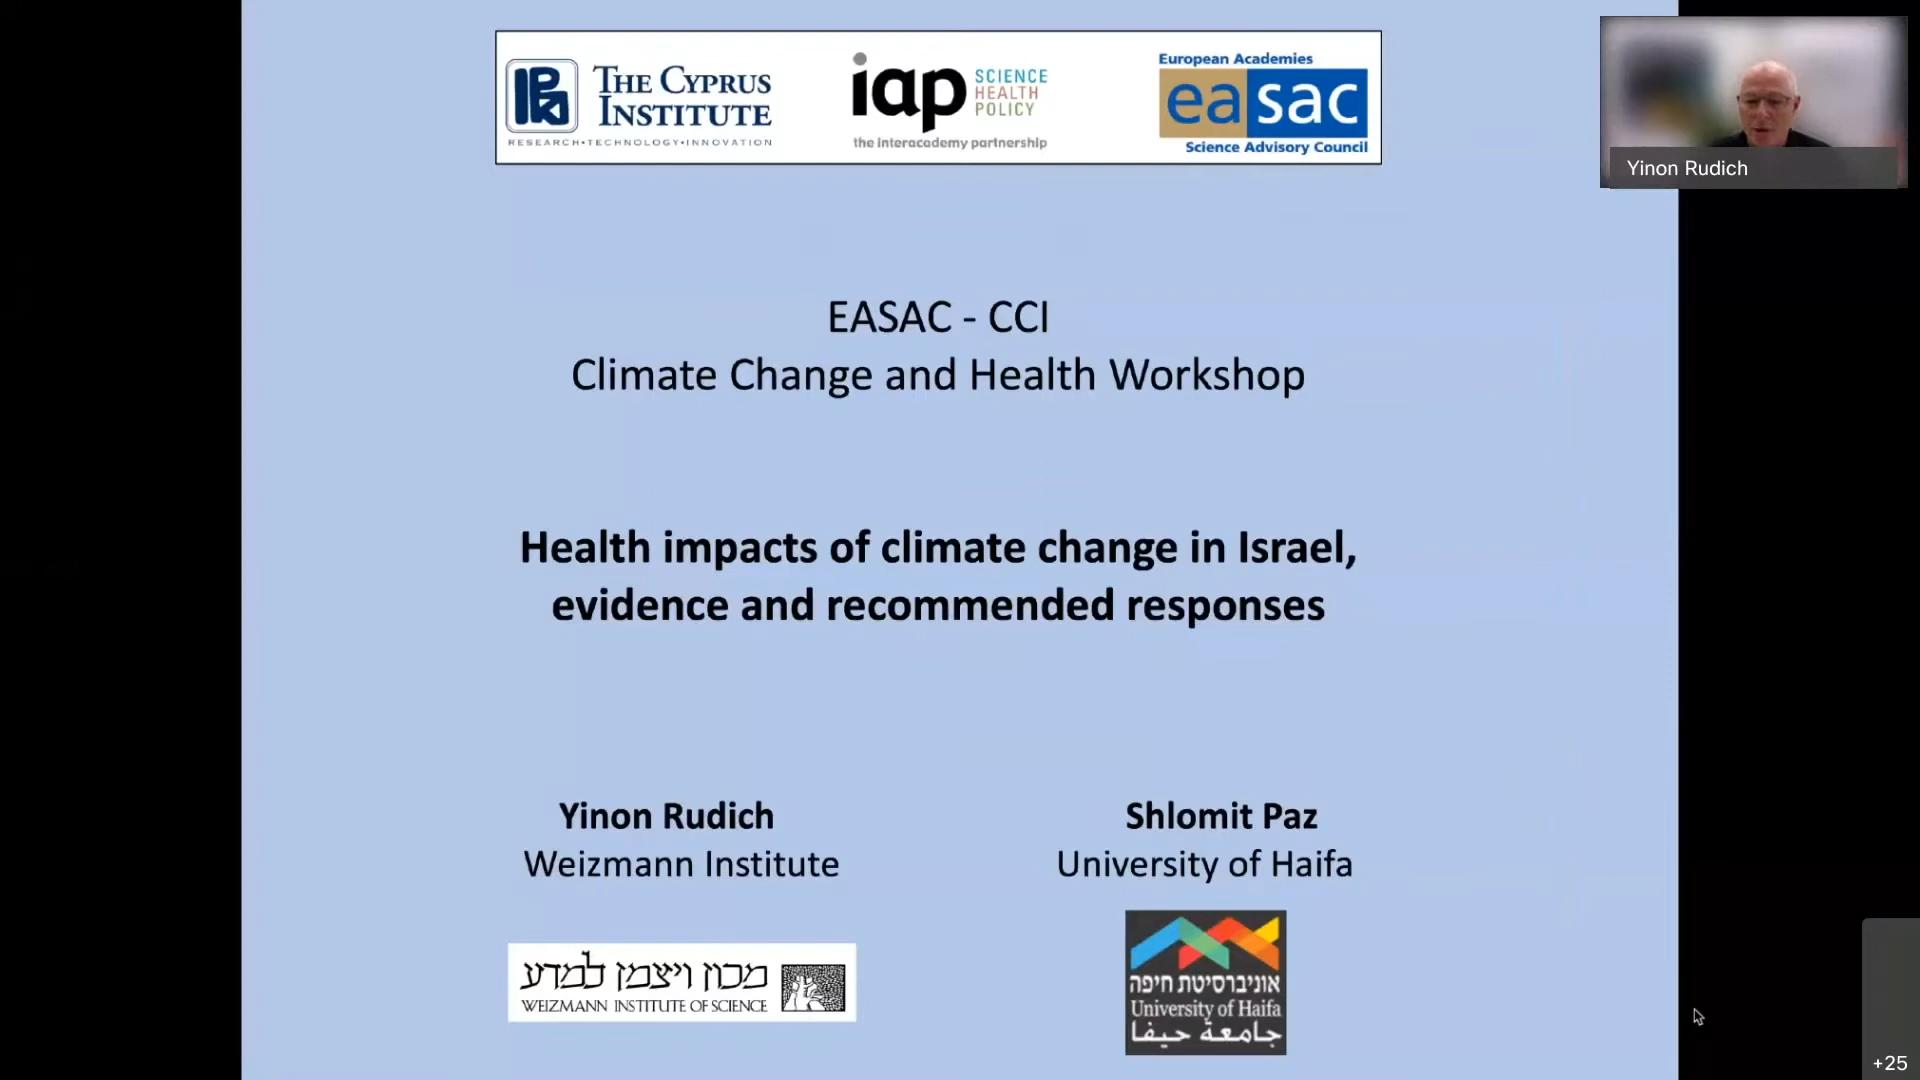 THE CYPRUS
INSTITUTE
RESEARCH•TECHNOLOGY•INNOVATION
iap SCIENCE
HEALTH
POLICY
the interacademy partnership
European Academies
easac
Science Advisory Council
Yinon Rudich
EASAC - CCI
Climate Change and Health Workshop
Health impacts of climate change in Israel,
evidence and recommended responses
Yinon Rudich
Weizmann Institute
Shlomit Paz
University of Haifa
מכון ויצמן למדע
WEIZMANN INSTITUTE OF SCIENCE
אוניברסיטת חיפה
University of Haifa
جامعة حيفا
+25